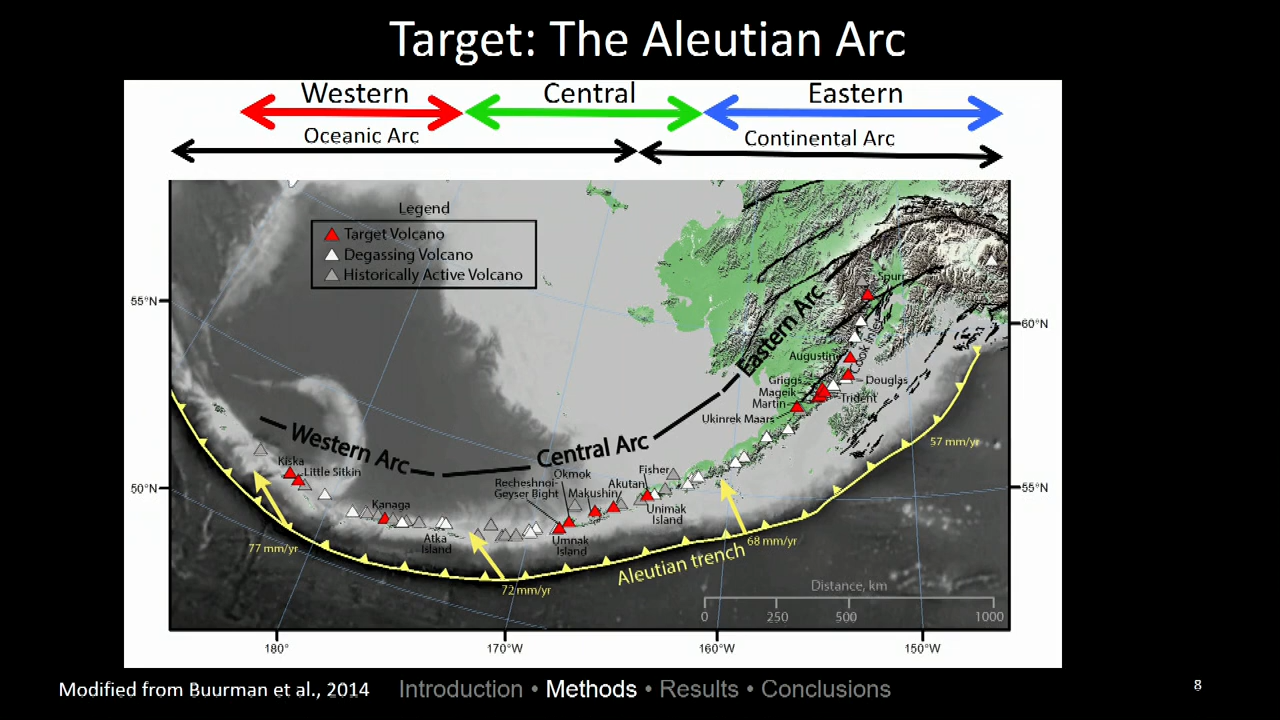 Target: The Aleutian Arc
Western
Central
Eastern
Oceanic Arc
Continental Arc
Legend
Target Volcano
Degassing Volcano
Historically Active Volcano
55°N
50°N
60°N
55°N
Spurr
Cook Inlet
Augustine
Griggs
Mageik
Martin
Douglas
Trident
Ukinrek Maars
Eastern Arc
Western Arc
Central Arc
Kiska
Little Sitkin
Kanaga
Atka
Island
Recheshnoi-
Geyser Bight
Okmok
Makushin
Akutan
Fisher
Umnak
Island
Unimak
Island
77 mm/yr
72 mm/yr
68 mm/yr
57 mm/yr
Aleutian trench
Distance, km
0 250 500 1000
180° 170°W 160°W 150°W
Modified from Buurman et al., 2014
Introduction • Methods • Results • Conclusions
8